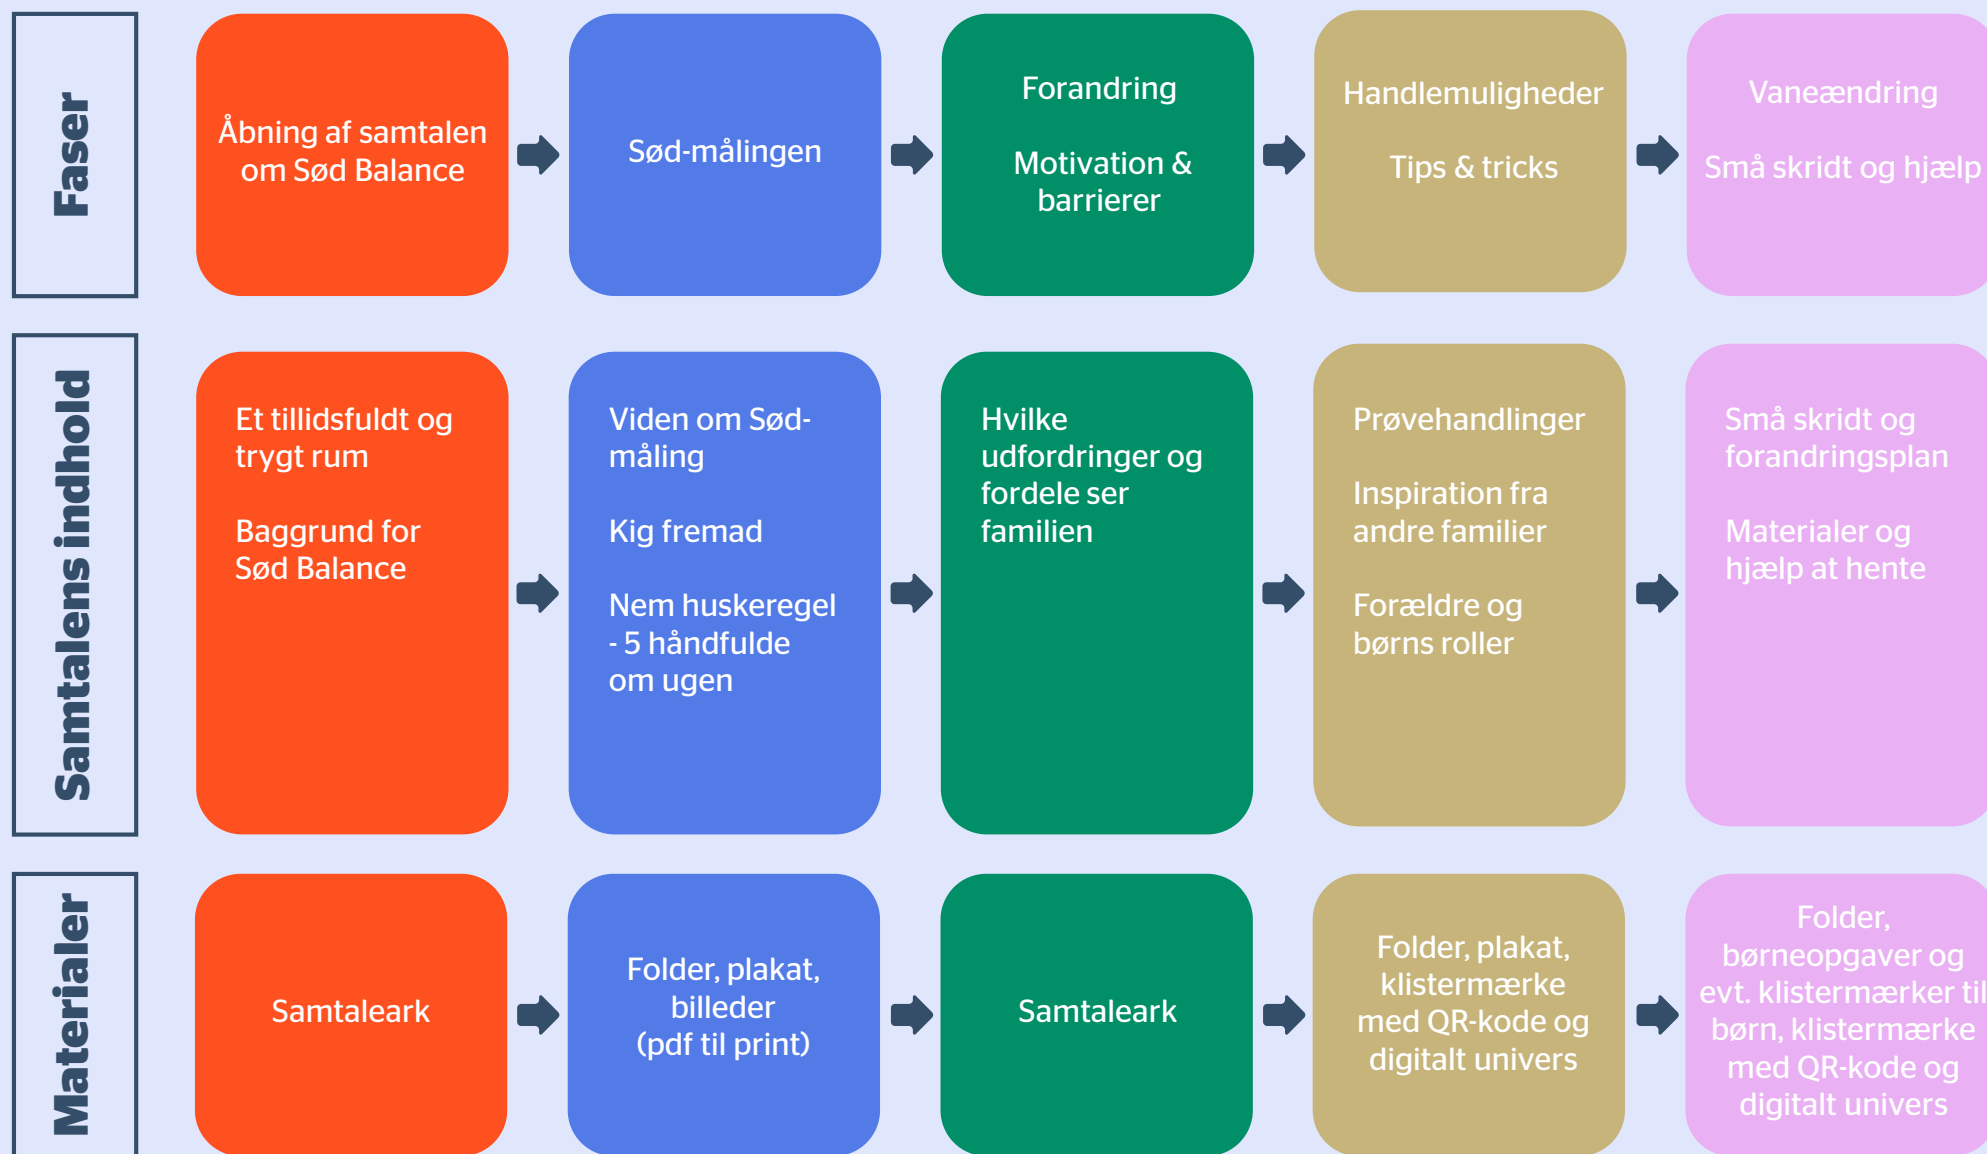 Faser
Åbning af samtalen
om Sød Balance
Sød-målingen
Forandring
Motivation &
barrierer
Handlemuligheder
Tips & tricks
Vaneændring
Små skridt og hjælp
Samtalens indhold
Et tillidsfuldt og
trygt rum
Baggrund for
Sød Balance
Viden om Sød-
måling
Kig fremad
Nem huskeregel
- 5 håndfulde
om ugen
Hvilke
udfordringer og
fordele ser
familien
Prøvehandlinger
Inspiration fra
andre familier
Forældre og
børns roller
Små skridt og
forandringsplan
Materialer og
hjælp at hente
Materialer
Samtaleark
Folder, plakat,
billeder
(pdf til print)
Samtaleark
Folder, plakat,
klistermærke
med QR-kode og
digitalt univers
Folder,
børneopgaver og
evt. klistermærker til
børn, klistermærke
med QR-kode og
digitalt univers